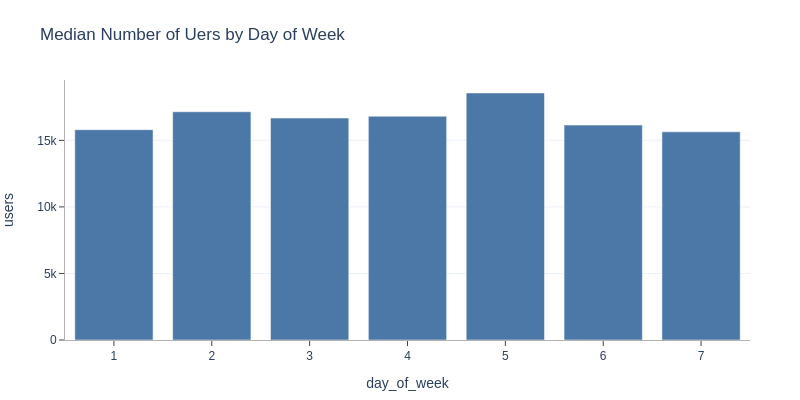 Median Number of Uers by Day of Week
users
15k
10k
5k
0
1 2 3 4 5 6 7
day_of_week